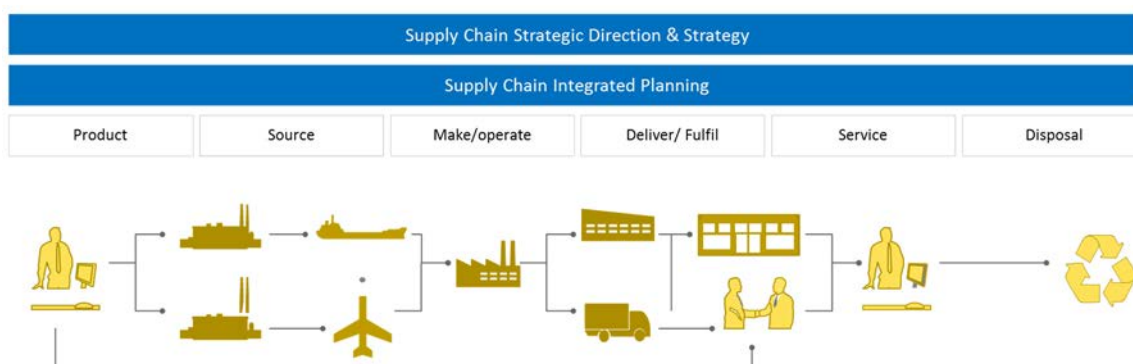 Supply Chain Strategic Direction & Strategy
Supply Chain Integrated Planning
Product
Source
Make/operate
Deliver/ Fulfil
Service
Disposal